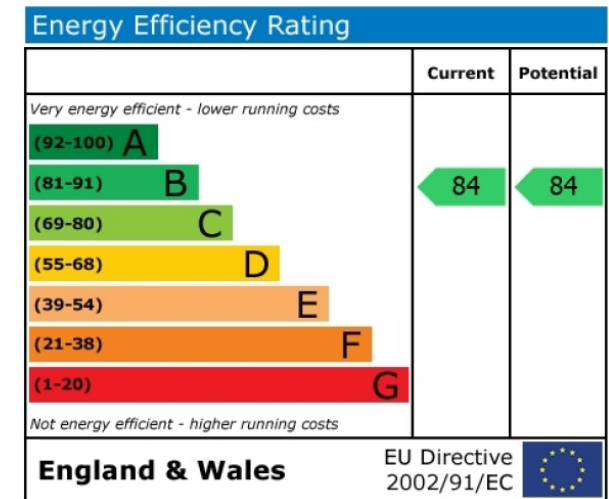 Energy Efficiency Rating
Current Potential
Very energy efficient - lower running costs
(92-100) A
(81-91) B 84 84
(69-80) C
(55-68) D
(39-54) E
(21-38) F
(1-20) G
Not energy efficient - higher running costs
England & Wales
EU Directive
2002/91/EC